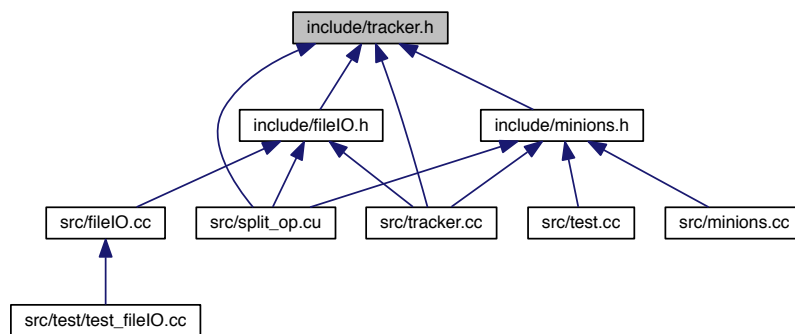 include/tracker.h
include/fileIO.h
include/minions.h
src/fileIO.cc
src/split_op.cu
src/tracker.cc
src/test.cc
src/minions.cc
src/test/test_fileIO.cc